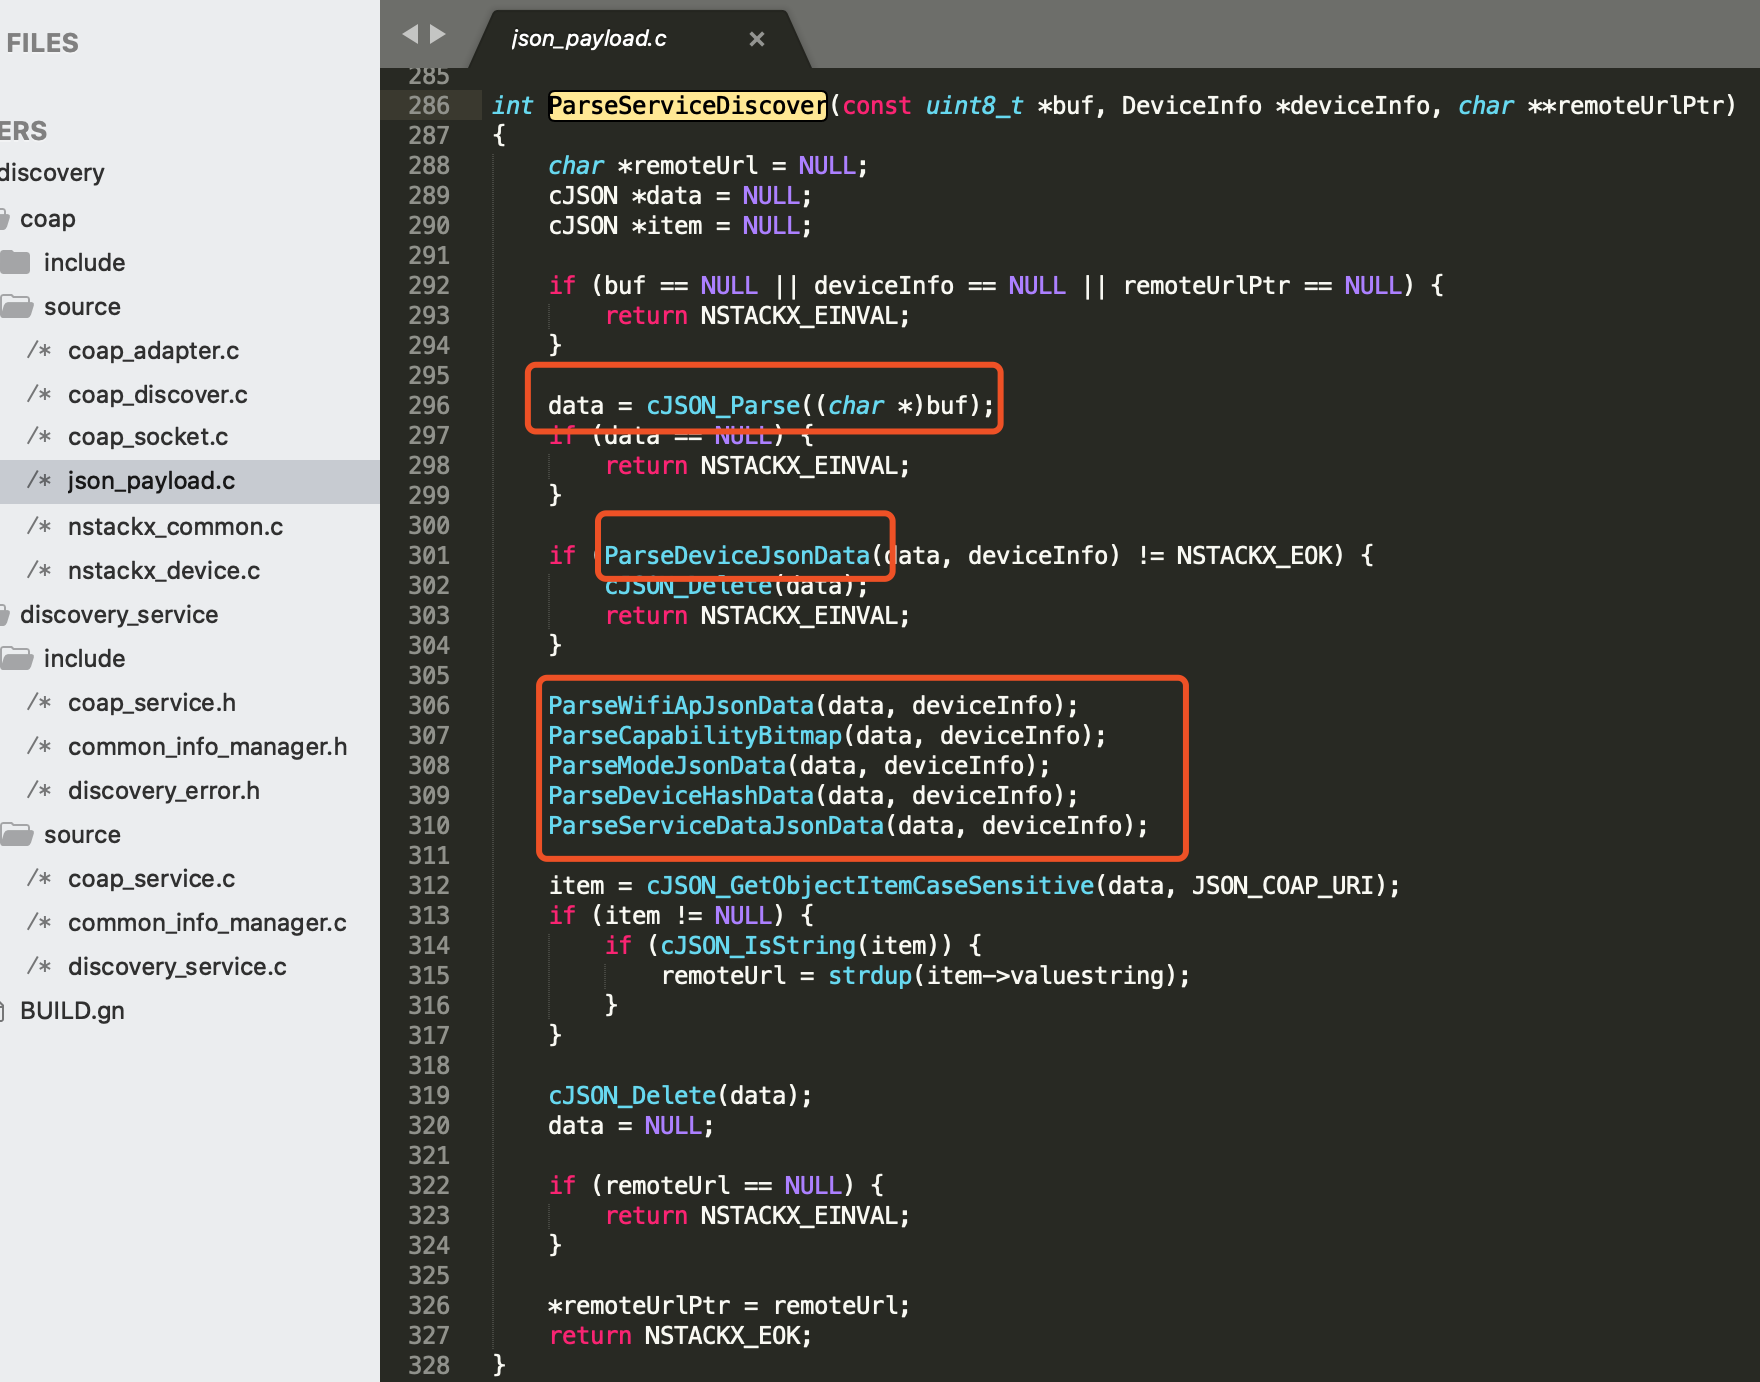 FILES
ERS
discovery
coap
include
source
/* coap_adapter.c
/* coap_discover.c
/* coap_socket.c
/* json_payload.c
/* nstackx_common.c
/* nstackx_device.c
discovery_service
include
/* coap_service.h
/* common_info_manager.h
/* discovery_error.h
source
/* coap_service.c
/* common_info_manager.c
/* discovery_service.c
BUILD.gn
json_payload.c ×
285
286 int ParseServiceDiscover(const uint8_t *buf, DeviceInfo *deviceInfo, char **remoteUrlPtr)
287 {
288     char *remoteUrl = NULL;
289     cJSON *data = NULL;
290     cJSON *item = NULL;
291
292     if (buf == NULL || deviceInfo == NULL || remoteUrlPtr == NULL) {
293         return NSTACKX_EINVAL;
294     }
295
296     data = cJSON_Parse((char *)buf);
297     if (data == NULL) {
298         return NSTACKX_EINVAL;
299     }
300
301     if (ParseDeviceJsonData(data, deviceInfo) != NSTACKX_EOK) {
302         cJSON_Delete(data);
303         return NSTACKX_EINVAL;
304     }
305
306     ParseWifiApJsonData(data, deviceInfo);
307     ParseCapabilityBitmap(data, deviceInfo);
308     ParseModeJsonData(data, deviceInfo);
309     ParseDeviceHashData(data, deviceInfo);
310     ParseServiceDataJsonData(data, deviceInfo);
311
312     item = cJSON_GetObjectItemCaseSensitive(data, JSON_COAP_URI);
313     if (item != NULL) {
314         if (cJSON_IsString(item)) {
315             remoteUrl = strdup(item->valuestring);
316         }
317     }
318
319     cJSON_Delete(data);
320     data = NULL;
321
322     if (remoteUrl == NULL) {
323         return NSTACKX_EINVAL;
324     }
325
326     *remoteUrlPtr = remoteUrl;
327     return NSTACKX_EOK;
328 }